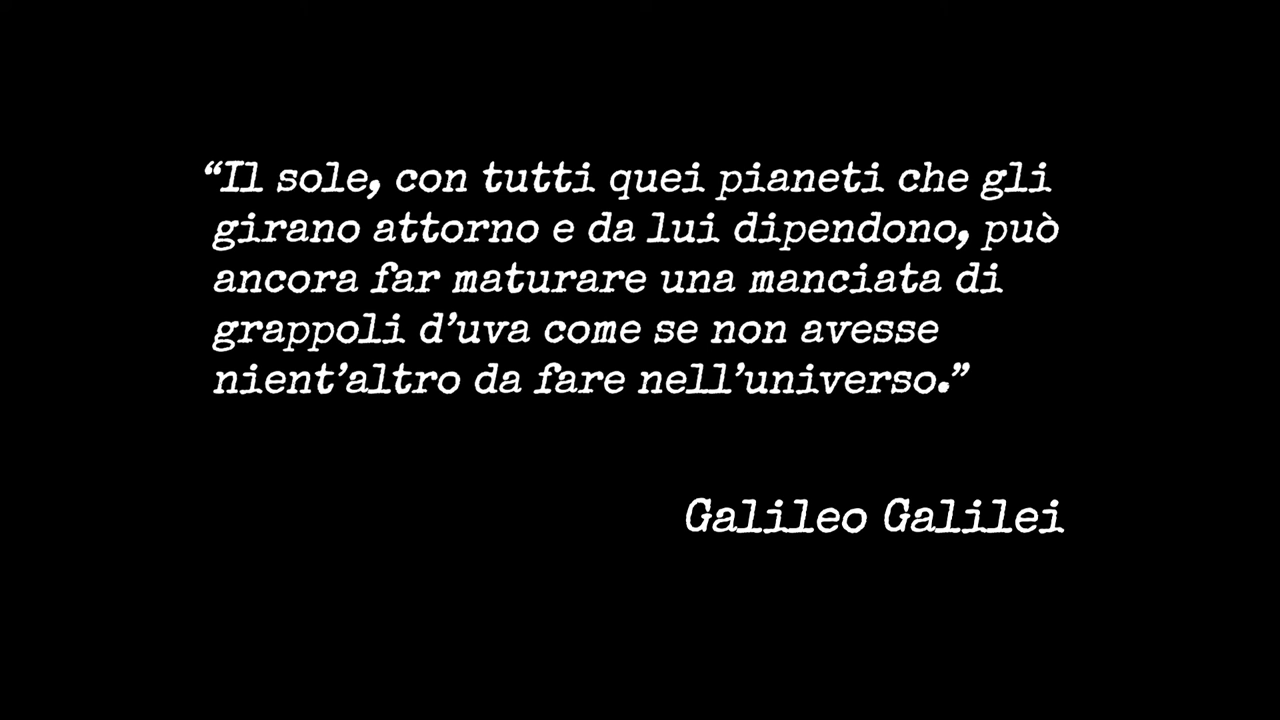 “Il sole, con tutti quei pianeti che gli
girano attorno e da lui dipendono, può
ancora far maturare una manciata di
grappoli d’uva come se non avesse
nient’altro da fare nell’universo.”
Galileo Galilei